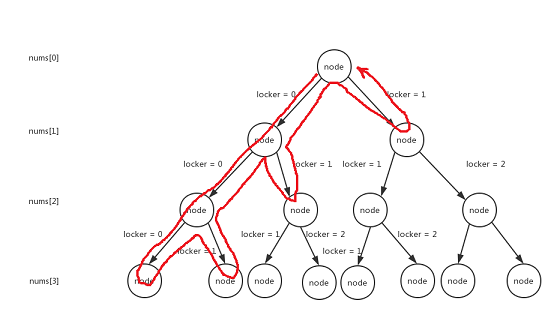 nums[0]
node
locker = 0
locker = 1
nums[1]
node
node
locker = 0
locker = 1
locker = 1
locker = 2
nums[2]
node
node
node
node
locker = 0
locker = 1
locker = 1
locker = 2
locker = 1
locker = 2
nums[3]
node
node
node
node
node
node
node
node